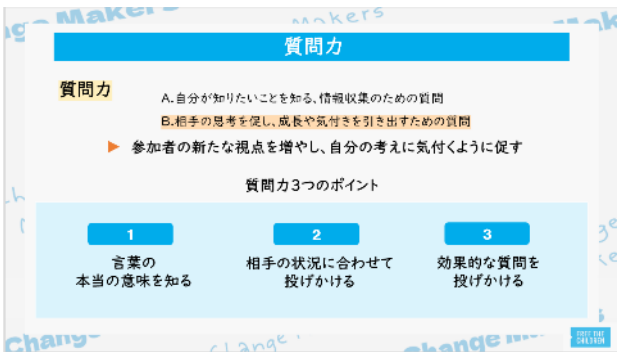 Makers
質問力
質問力
A.自分が知りたいことを知る、情報収集のための質問
B.相手の思考を促し、成長や気付きを引き出すための質問
▶ 参加者の新たな視点を増やし、自分の考えに気付くように促す
質問力3つのポイント
1
言葉の
本当の意味を知る
2
相手の状況に合わせて
投げかける
3
効果的な質問を
投げかける
Change
FREE THE
CHILDREN